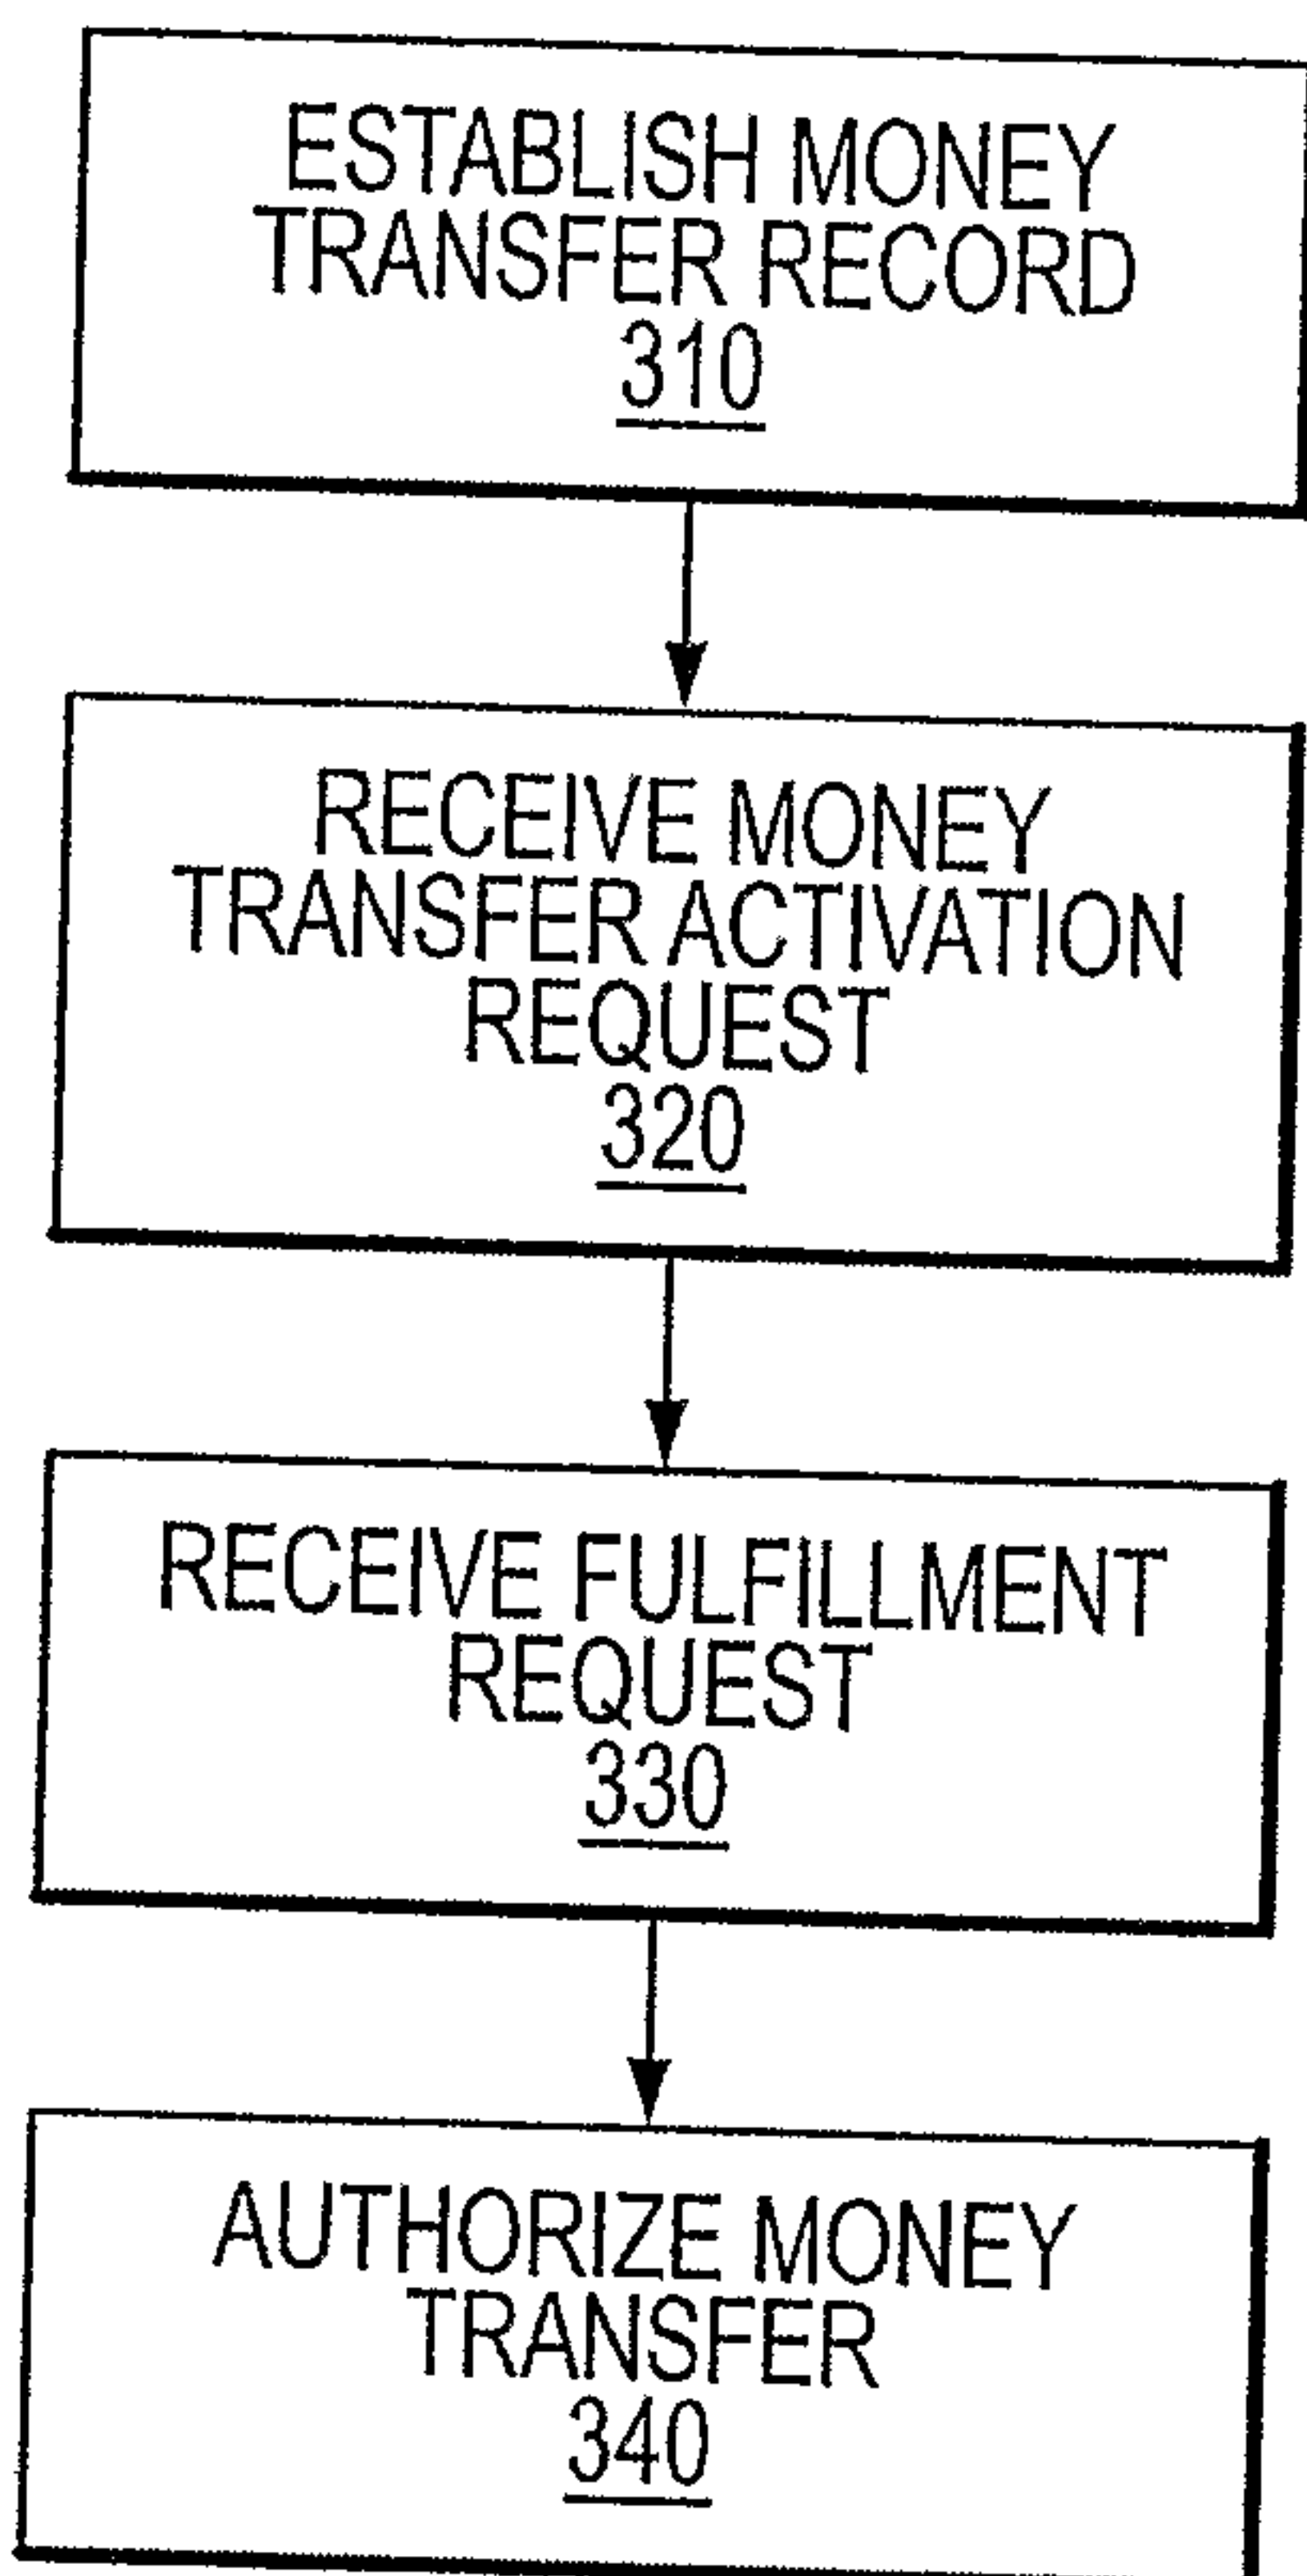 ESTABLISH MONEY
TRANSFER RECORD
310
RECEIVE MONEY
TRANSFER ACTIVATION
REQUEST
320
RECEIVE FULFILLMENT
REQUEST
330
AUTHORIZE MONEY
TRANSFER
340